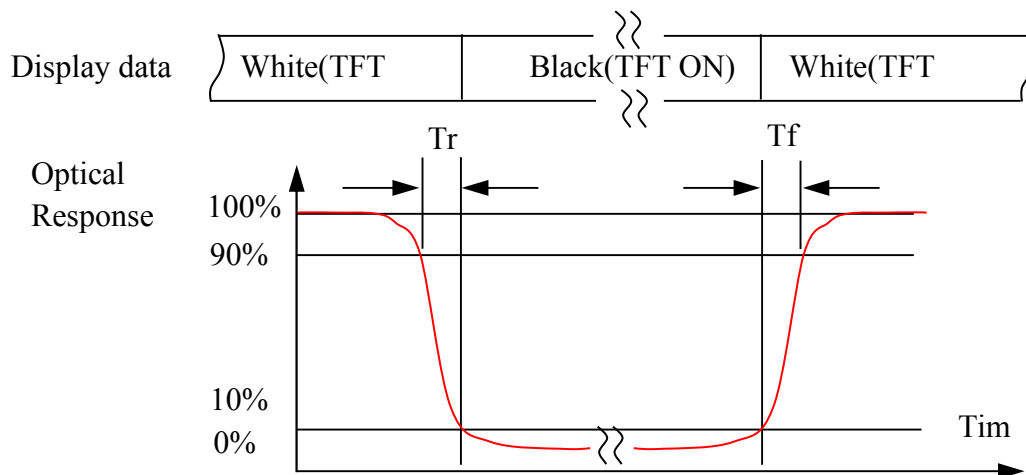 Display data White(TFT Black(TFT ON) White(TFT
Tr Tf
Optical
Response
100%
90%
10%
0%
Tim